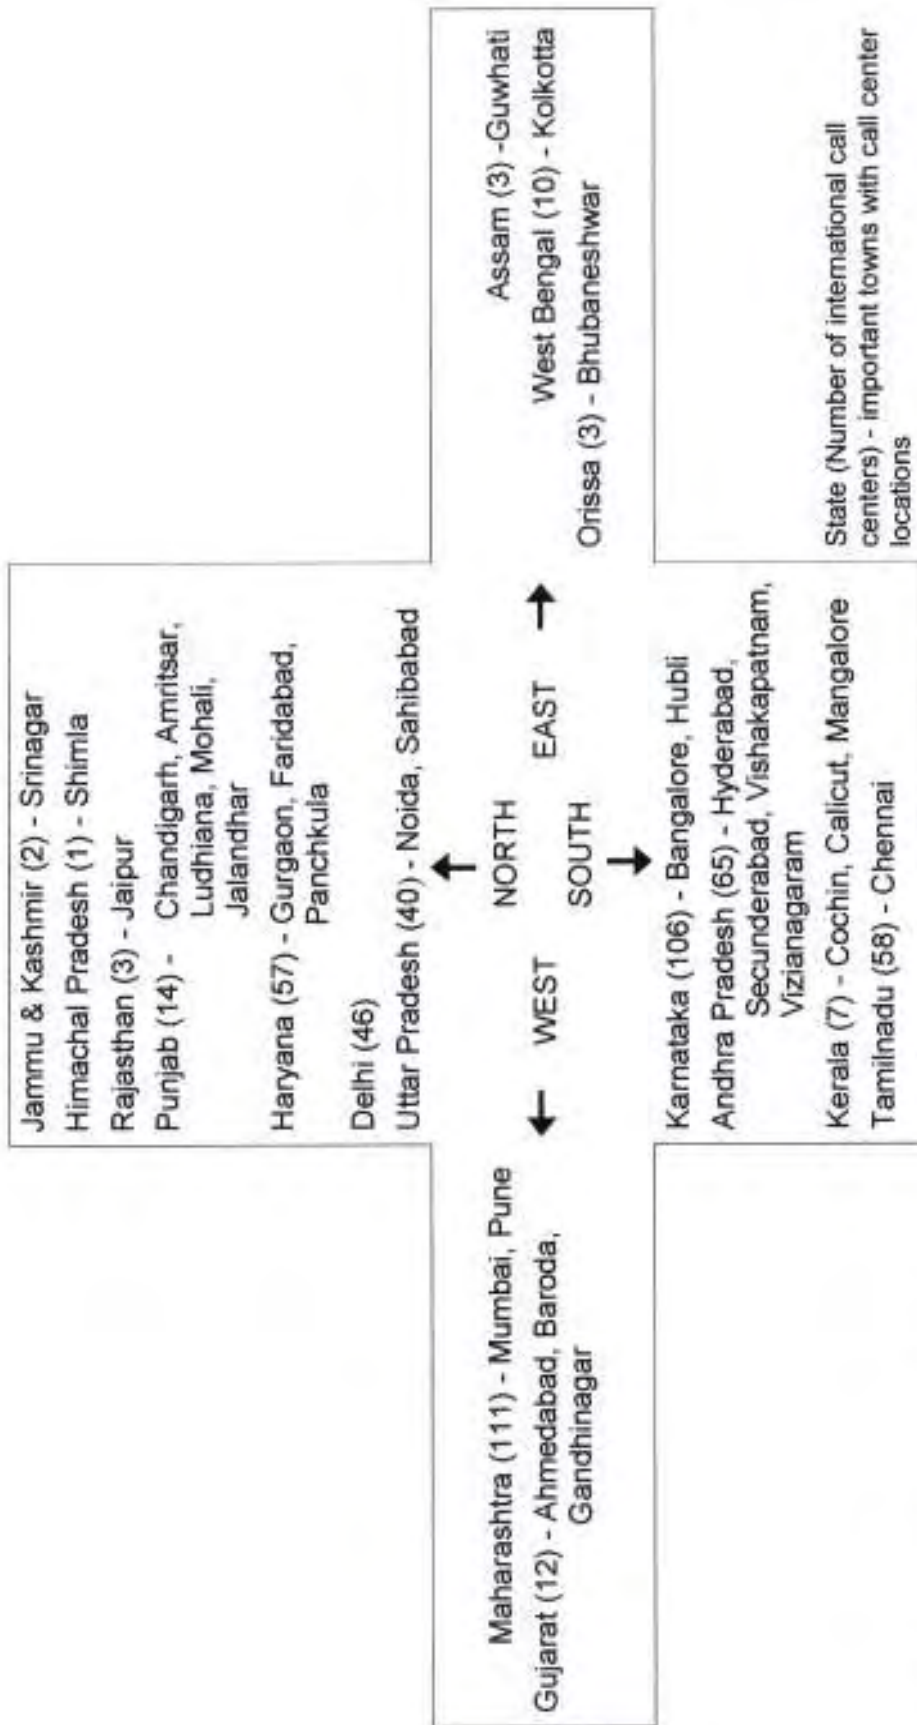 Jammu & Kashmir (2) - Srinagar
Himachal Pradesh (1) - Shimla
Rajasthan (3) - Jaipur
Punjab (14) - Chandigarh, Amritsar,
Ludhiana, Mohali,
Jalandhar
Haryana (57) - Gurgaon, Faridabad,
Panchkula
Delhi (46)
Uttar Pradesh (40) - Noida, Sahibabad
Maharashtra (111) - Mumbai, Pune
Gujarat (12) - Ahmedabad, Baroda,
Gandhinagar
NORTH
WEST
EAST
SOUTH
Assam (3) -Guwhati
West Bengal (10) - Kolkotta
Orissa (3) - Bhubaneshwar
Karnataka (106) - Bangalore, Hubli
Andhra Pradesh (65) - Hyderabad,
Secunderabad, Vishakapatnam,
Vizianagaram
Kerala (7) - Cochin, Calicut, Mangalore
Tamilnadu (58) - Chennai
State (Number of international call
centers) - important towns with call center
locations